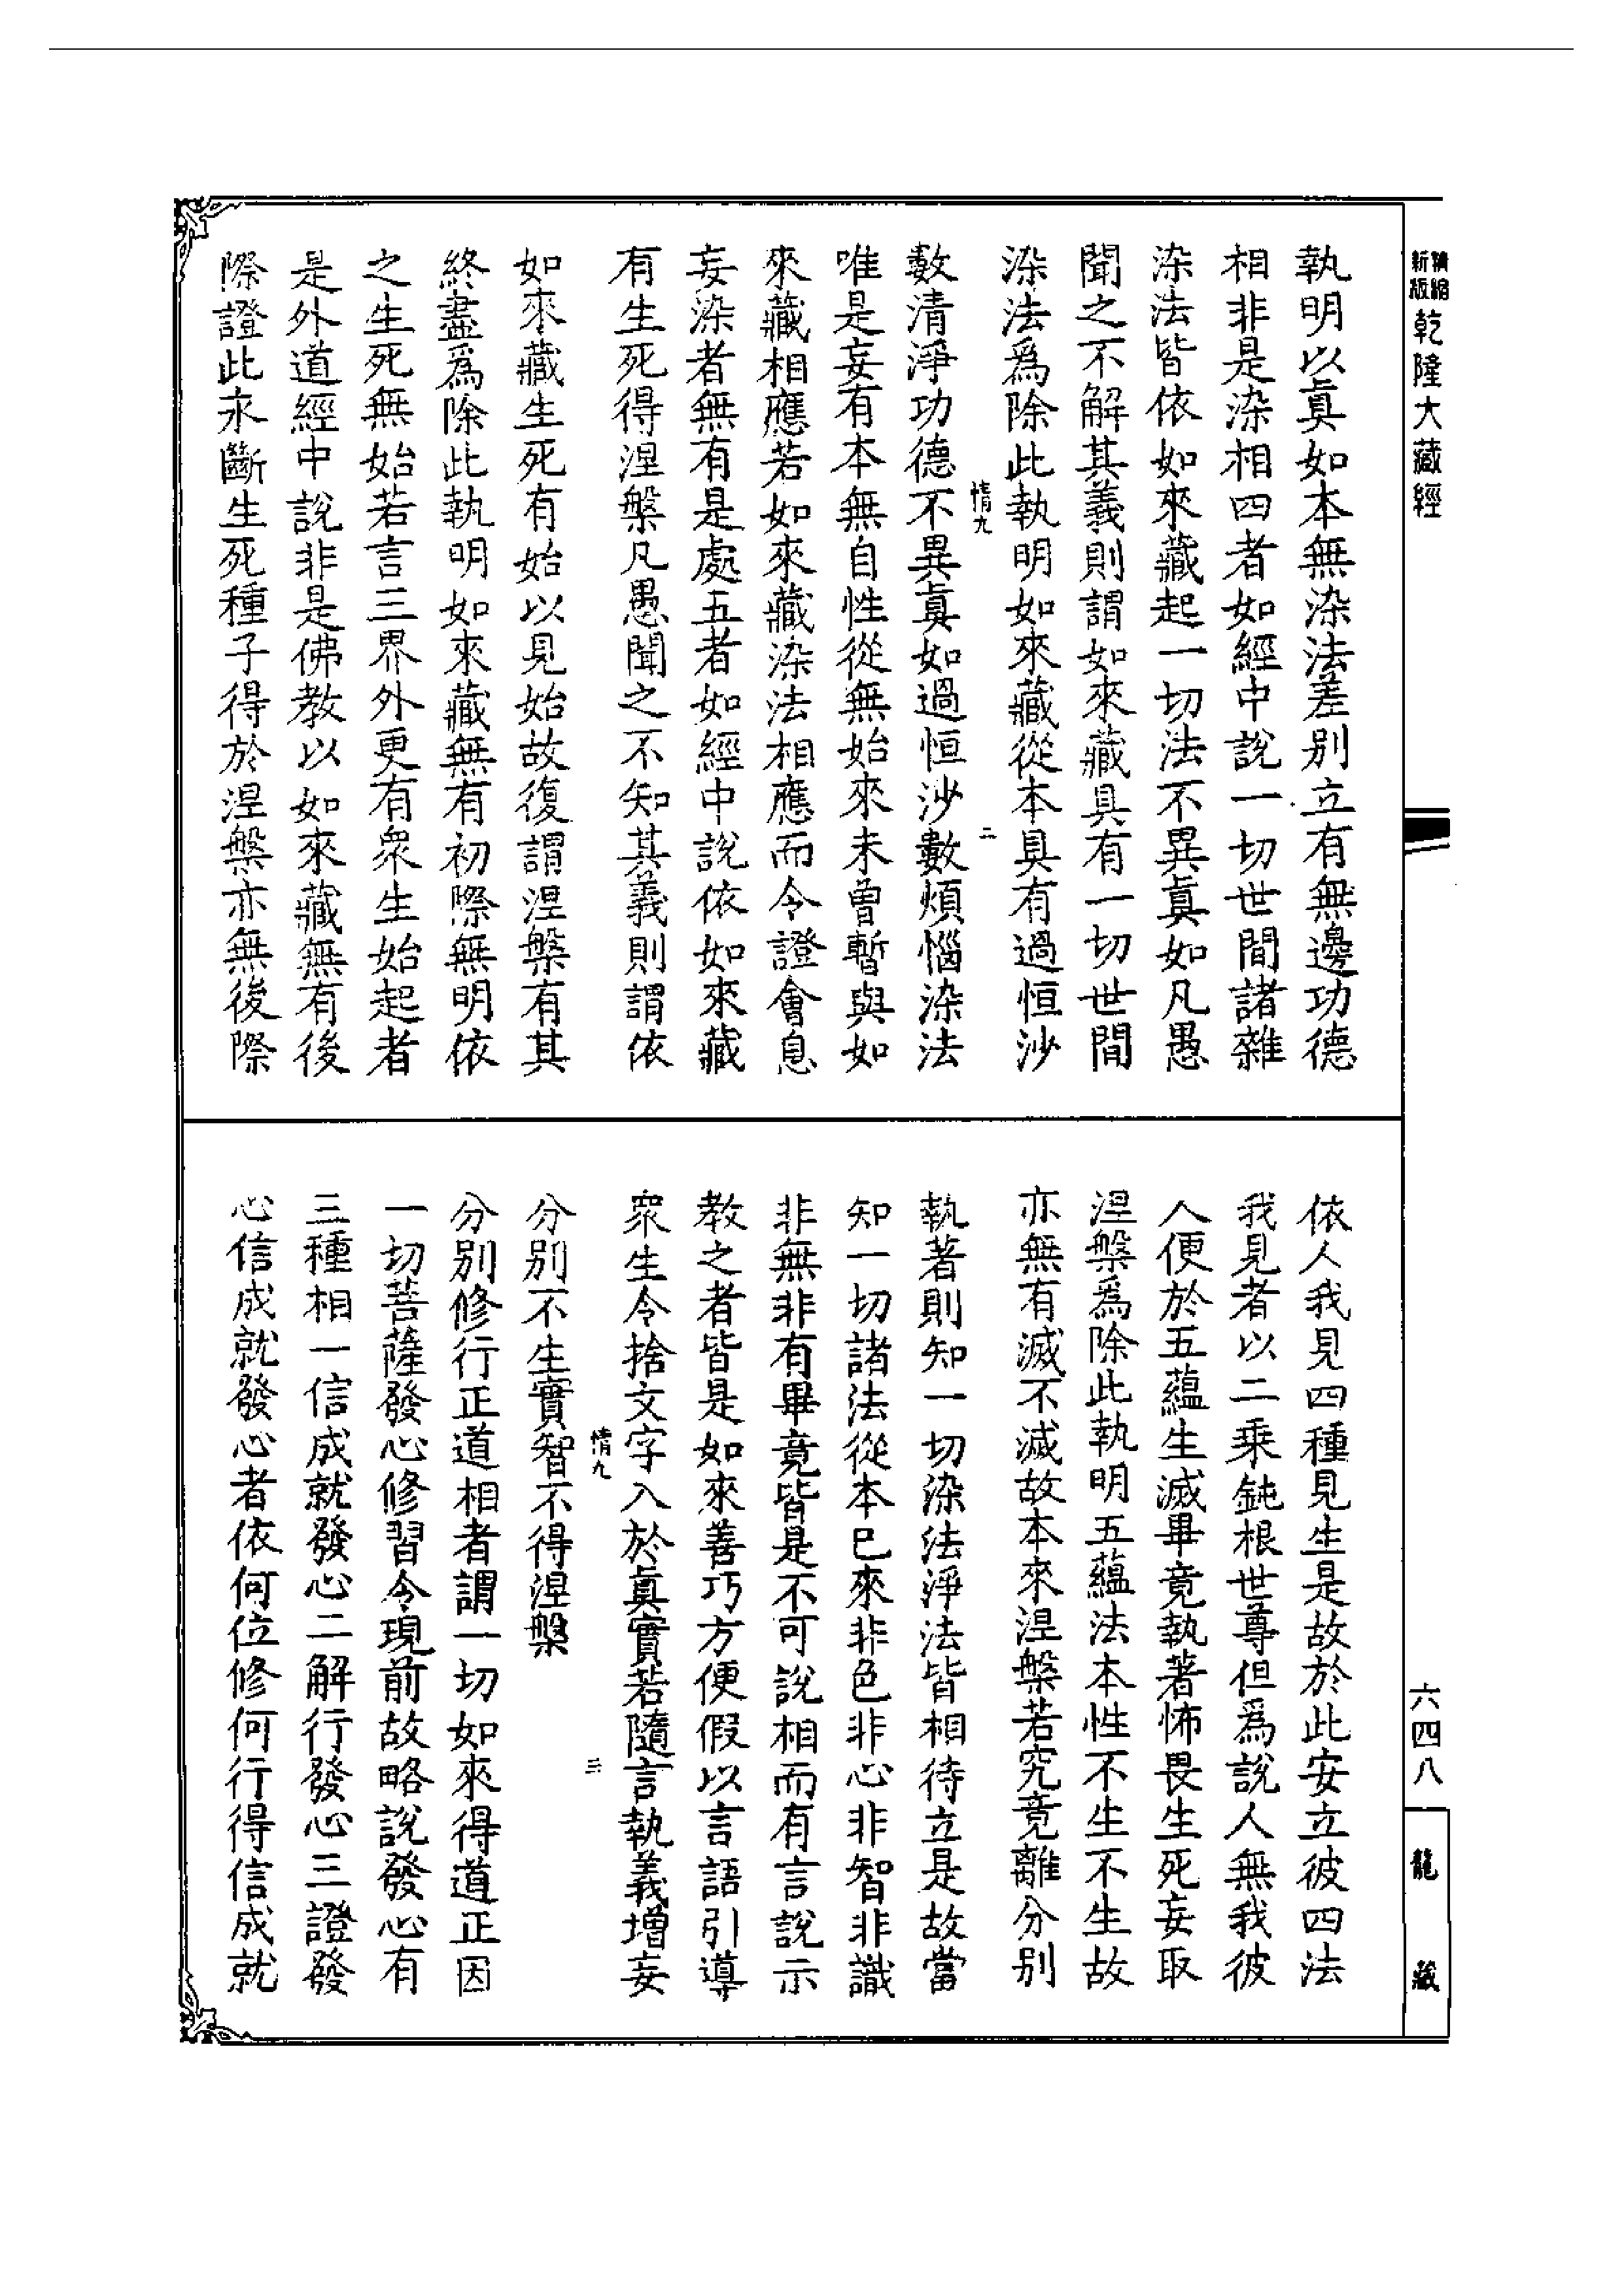 精縮新版乾隆大藏經
執明以眞如本無染法差别立有無邊功德
相非是染相四者如經中說一切世間諸雜
染法皆依如來藏起一切法不異眞如凡愚
聞之不解其義則謂如來藏具有一切世間
染法爲除此執明如來藏從本具有過恒沙
情九 二
數清淨功德不異眞如過恒沙數煩惱染法
唯是妄有本無自性從無始來未曾暫與如
來藏相應若如來藏染法相應而令證會息
妄染者無有是處五者如經中說依如來藏
有生死得涅槃凡愚聞之不知其義則謂依
如來藏生死有始以見始故復謂涅槃有其
終盡爲除此執明如來藏無有初際無明依
之生死無始若言三界外更有衆生始起者
是外道經中說非是佛教以如來藏無有後
際證此永斷生死種子得於涅槃亦無後際
依人我見四種見生是故於此安立彼四法
我見者以二乘鈍根世尊但爲說人無我彼
人便於五蘊生滅畢竟執著怖畏生死妄取
涅槃爲除此執明五蘊法本性不生不生故
亦無有滅不滅故本來涅槃若究竟離分别
執著則知一切染法淨法皆相待立是故當
知一切諸法從本已來非色非心非智非識
非無非有畢竟皆是不可說相而有言說示
教之者皆是如來善巧方便假以言語引導
衆生令捨文字入於眞實若隨言執義增妄
情九 三
分别不生實智不得涅槃
分别修行正道相者謂一切如來得道正因
一切菩薩發心修習令現前故略說發心有
三種相一信成就發心二解行發心三證發
心信成就發心者依何位修何行得信成就
六四八
龍藏